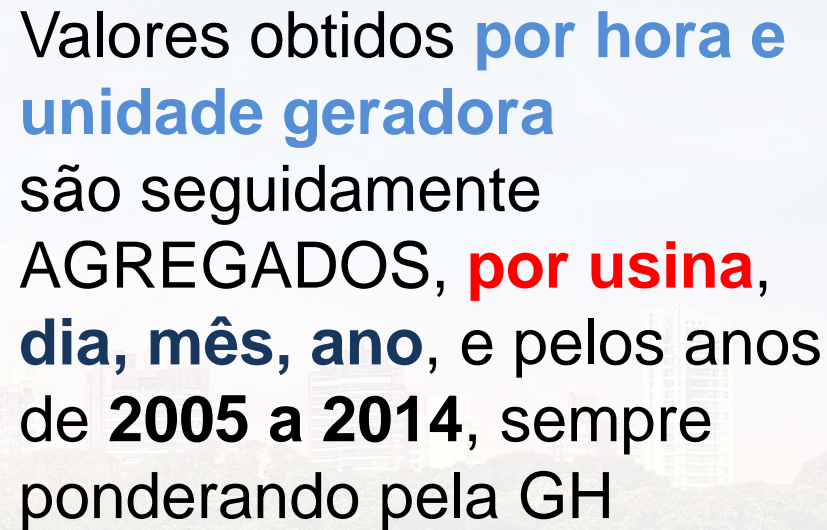 Valores obtidos por hora e
unidade geradora
são seguidamente
AGREGADOS, por usina,
dia, mês, ano, e pelos anos
de 2005 a 2014, sempre
ponderando pela GH